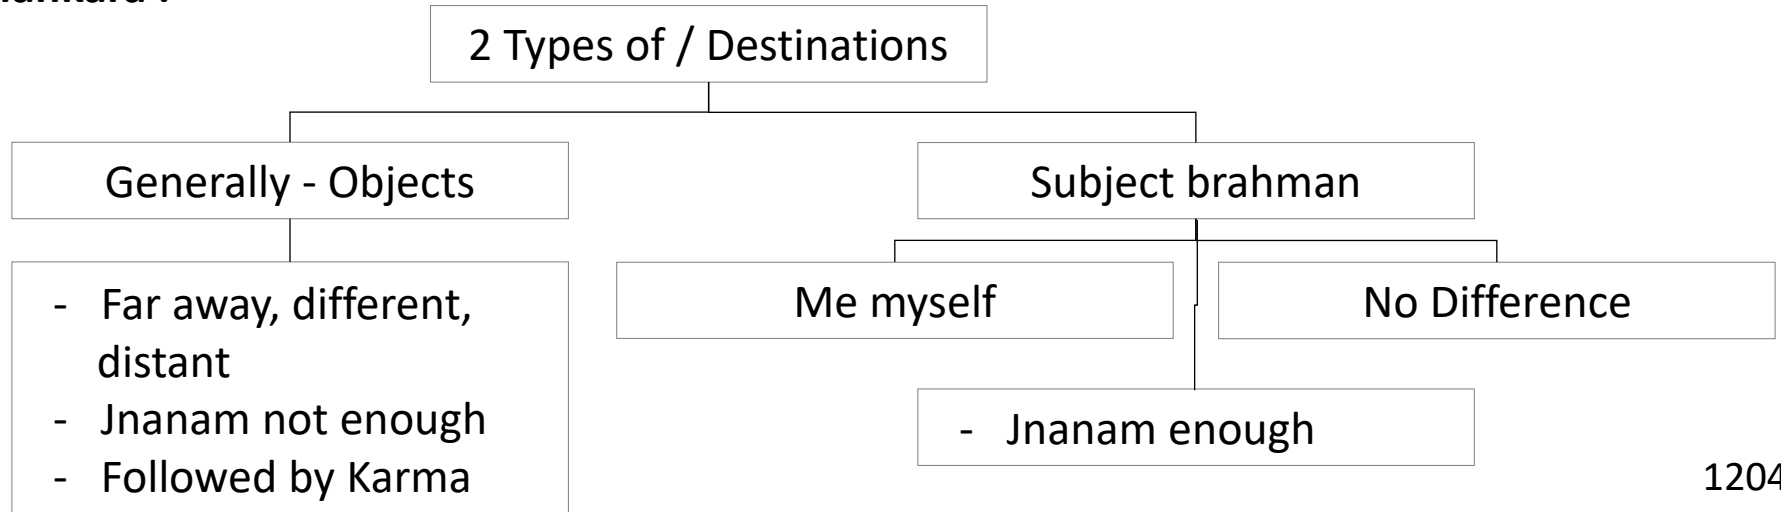 2 Types of / Destinations
Generally - Objects
Subject brahman
- Far away, different,
distant
- Jnanam not enough
- Followed by Karma
Me myself
No Difference
- Jnanam enough
1204